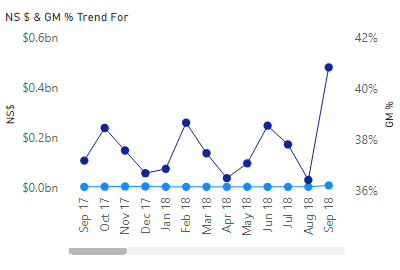 NS $ & GM % Trend For
$0.6bn
$0.4bn
$0.2bn
$0.0bn
NS$
42%
40%
38%
36%
GM %
Sep 17
Oct 17
Nov 17
Dec 17
Jan 18
Feb 18
Mar 18
Apr 18
May 18
Jun 18
Jul 18
Aug 18
Sep 18